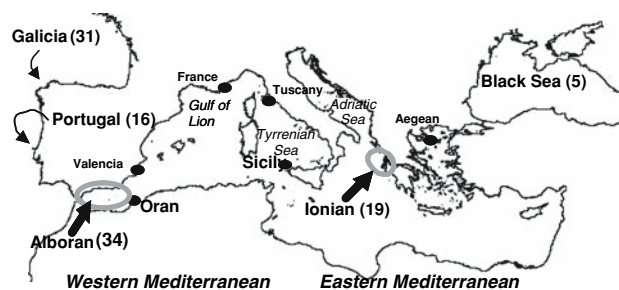 Galicia (31)
France
Gulf of
Lion
Tuscany
Adriatic
Sea
Black Sea (5)
Portugal (16)
Aegean
Tyrrenian
Sea
Valencia
Sicily
Oran
Ionian (19)
Alboran (34)
Western Mediterranean
Eastern Mediterranean